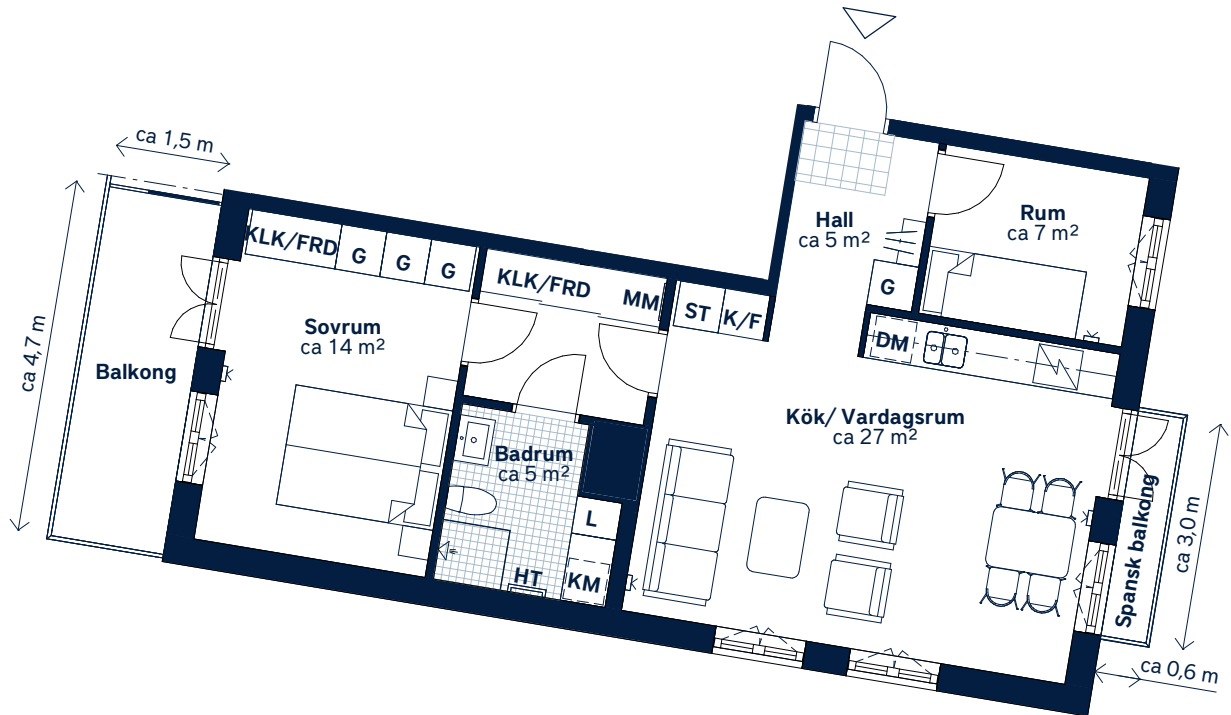 ca 1,5 m
ca 4,7 m
Balkong
KLK/FRD
G
G
G
Sovrum
ca 14 m²
KLK/FRD
MM
ST
K/F
Hall
ca 5 m²
G
Rum
ca 7 m²
DM
Kök/ Vardagsrum
ca 27 m²
Badrum
ca 5 m²
L
HT
KM
Spansk balkong
ca 3,0 m
ca 0,6 m